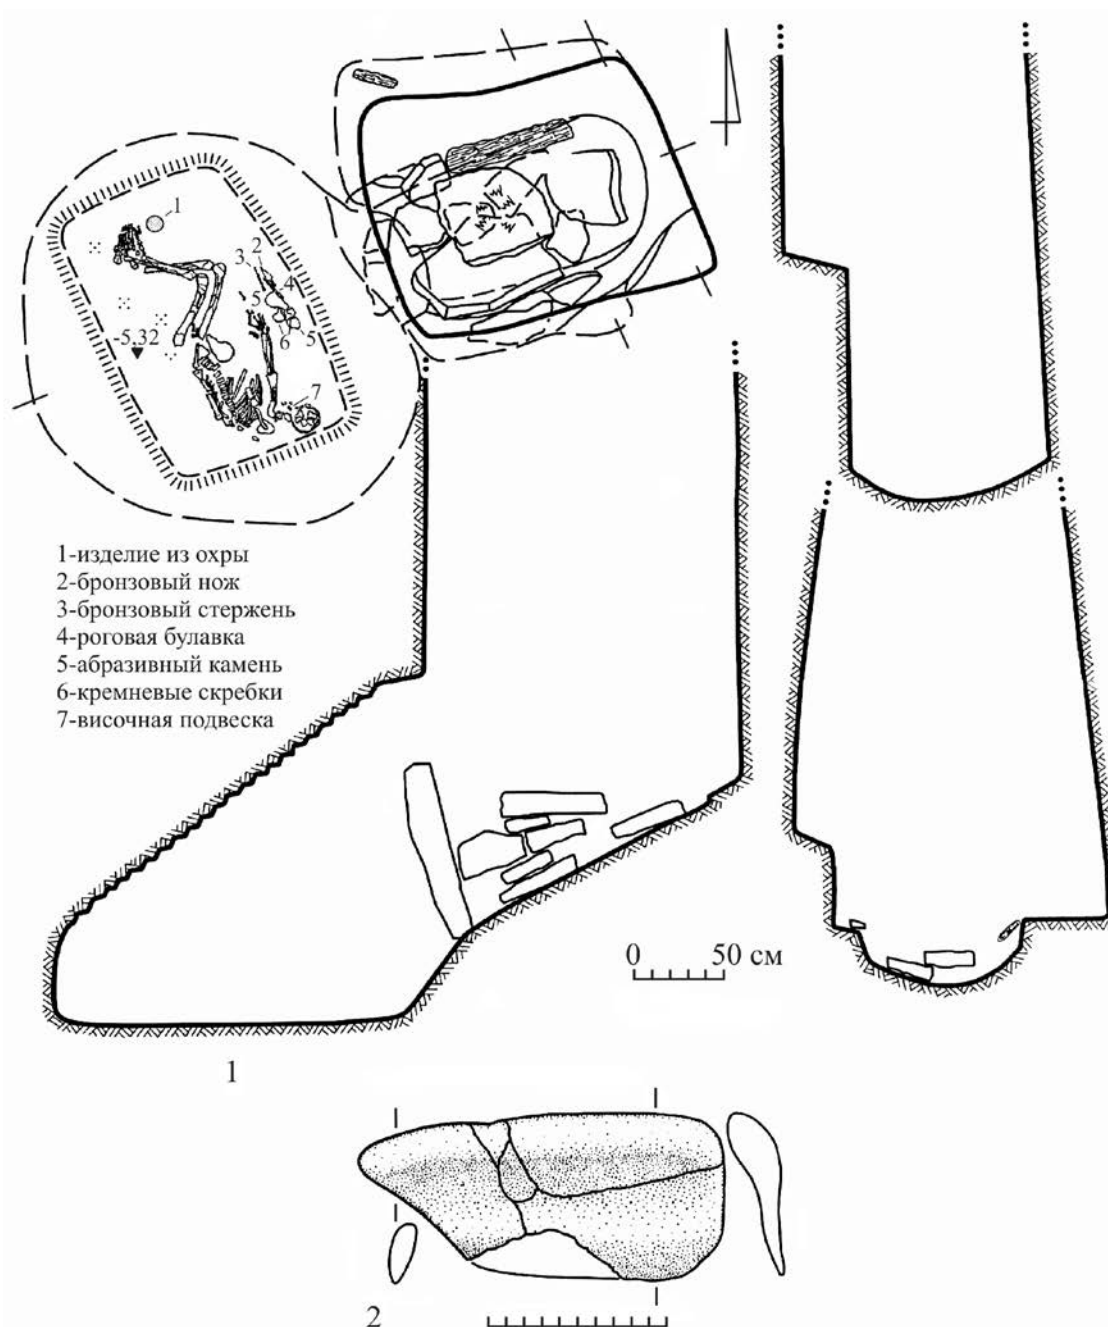 1
3
2
4
5
6
5
-5,32
7
1-изделие из охры
2-бронзовый нож
3-бронзовый стержень
4-роговая булавка
5-абразивный камень
6-кремневые скребки
7-височная подвеска
0 50 см
1
2